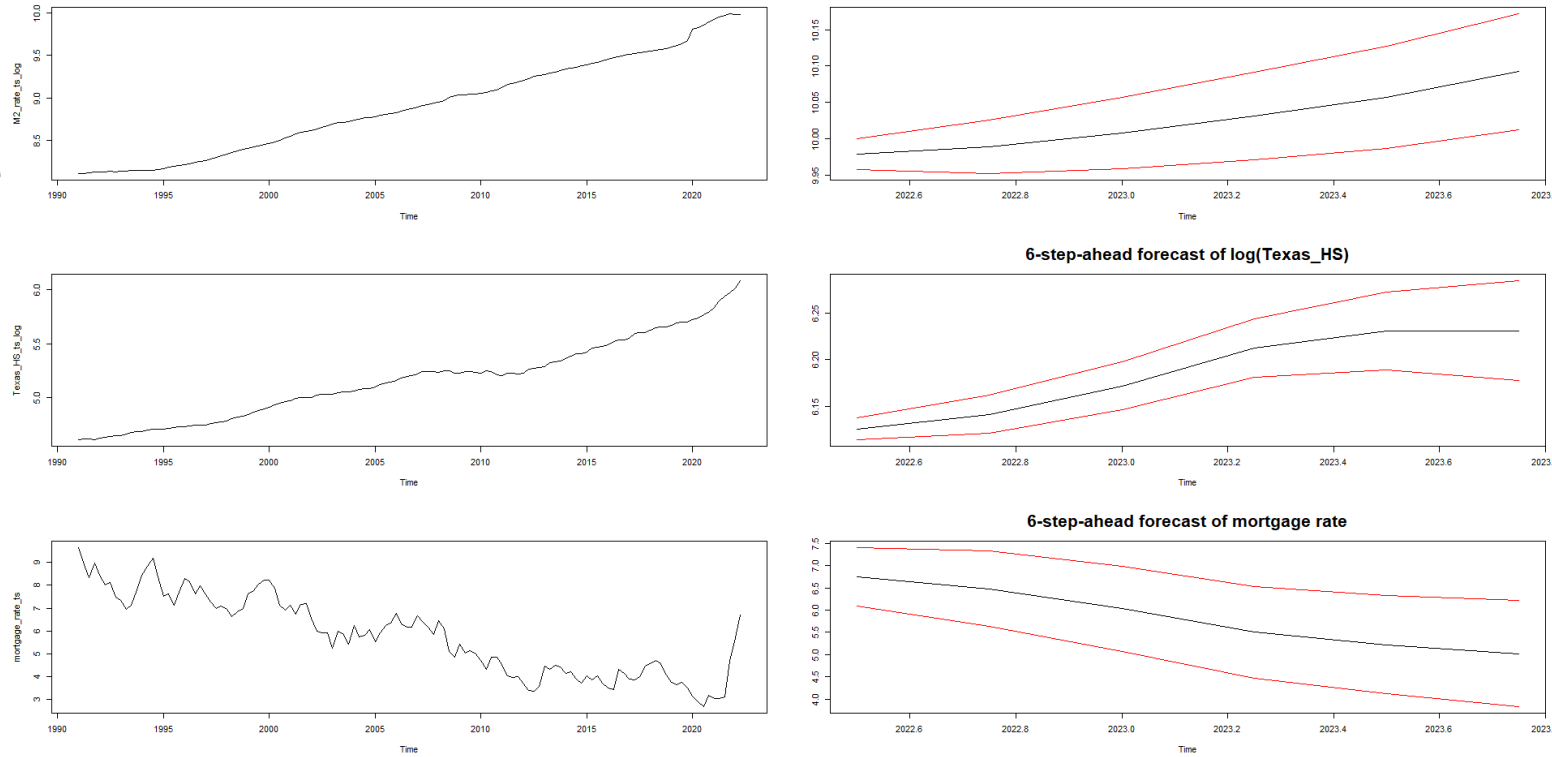 M2_rate_ts_log
10.0
9.5
9.0
8.5
1990 1995 2000 2005 2010 2015 2020
Time
10.15
10.10
10.05
10.00
9.95
2022.6 2022.8 2023.0 2023.2 2023.4 2023.6 2023.
Time
Texas_HS_ts_log
6.0
5.5
5.0
1990 1995 2000 2005 2010 2015 2020
Time
6-step-ahead forecast of log(Texas_HS)
6.25
6.20
6.15
2022.6 2022.8 2023.0 2023.2 2023.4 2023.6 2023.
Time
mortgage_rate_ts
9
8
7
6
5
4
3
1990 1995 2000 2005 2010 2015 2020
Time
6-step-ahead forecast of mortgage rate
7.5
7.0
6.5
6.0
5.5
5.0
4.5
4.0
2022.6 2022.8 2023.0 2023.2 2023.4 2023.6 2023.
Time